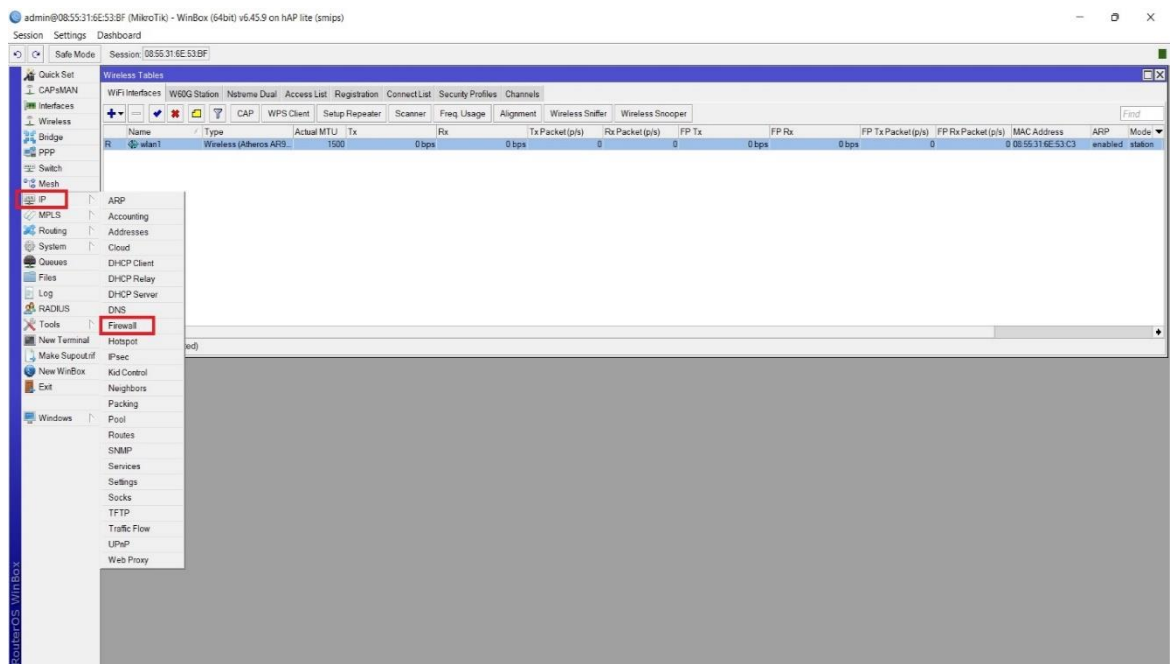 admin@08:55:31:6E:53:BF (MikroTik) - WinBox (64bit) v6.45.9 on hAP lite (smips)
Session Settings Dashboard
Safe Mode Session: 08:55:31:6E:53:BF
Quick Set
CAPsMAN
Interfaces
Wireless
Bridge
PPP
Switch
Mesh
IP
MPLS
Routing
System
Queues
Files
Log
RADIUS
Tools
New Terminal
Make Supout.rif
New WinBox
Exit
Windows
RouterOS WinBox
Wireless Tables
WiFi Interfaces W60G Station Nstreme Dual Access List Registration Connect List Security Profiles Channels
CAP WPS Client Setup Repeater Scanner Freq. Usage Alignment Wireless Sniffer Wireless Snooper Find
Name Type Actual MTU Tx Rx Tx Packet (p/s) Rx Packet (p/s) FP Tx FP Rx FP Tx Packet (p/s) FP Rx Packet (p/s) MAC Address ARP Mode
R wlan1 Wireless (Atheros AR9... 1500 0 bps 0 bps 0 0 0 bps 0 bps 0 0 08:55:31:6E:53:C3 enabled station
ARP
Accounting
Addresses
Cloud
DHCP Client
DHCP Relay
DHCP Server
DNS
Firewall
Hotspot
IPsec
Kid Control
Neighbors
Packing
Pool
Routes
SNMP
Services
Settings
Socks
TFTP
Traffic Flow
UPnP
Web Proxy